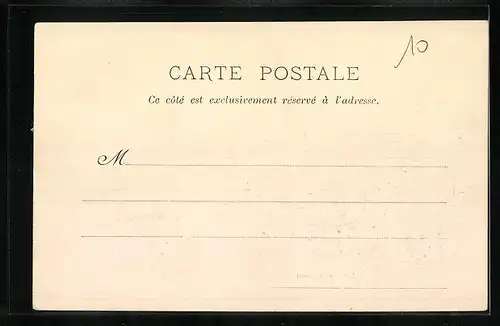 10
CARTE POSTALE
Ce côté est exclusivement réservé à l'adresse.
M